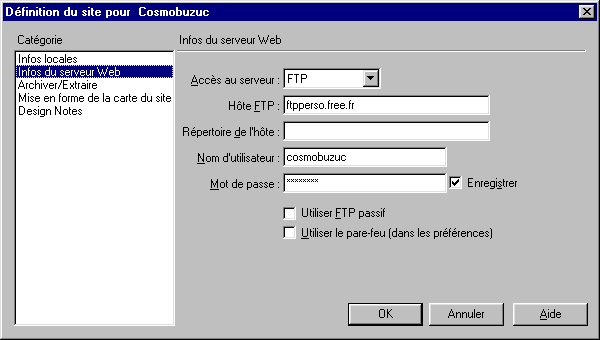 Définition du site pour Cosmobuzuc
Catégorie
Infos locales
Infos du serveur Web
Archiver/Extraire
Mise en forme de la carte du site
Design Notes
Infos du serveur Web
Accès au serveur : FTP
Hôte FTP : ftpperso.free.fr
Répertoire de l'hôte :
Nom d'utilisateur : cosmobuzuc
Mot de passe : ******** Enregistrer
Utiliser FTP passif
Utiliser le pare-feu (dans les préférences)
OK Annuler Aide